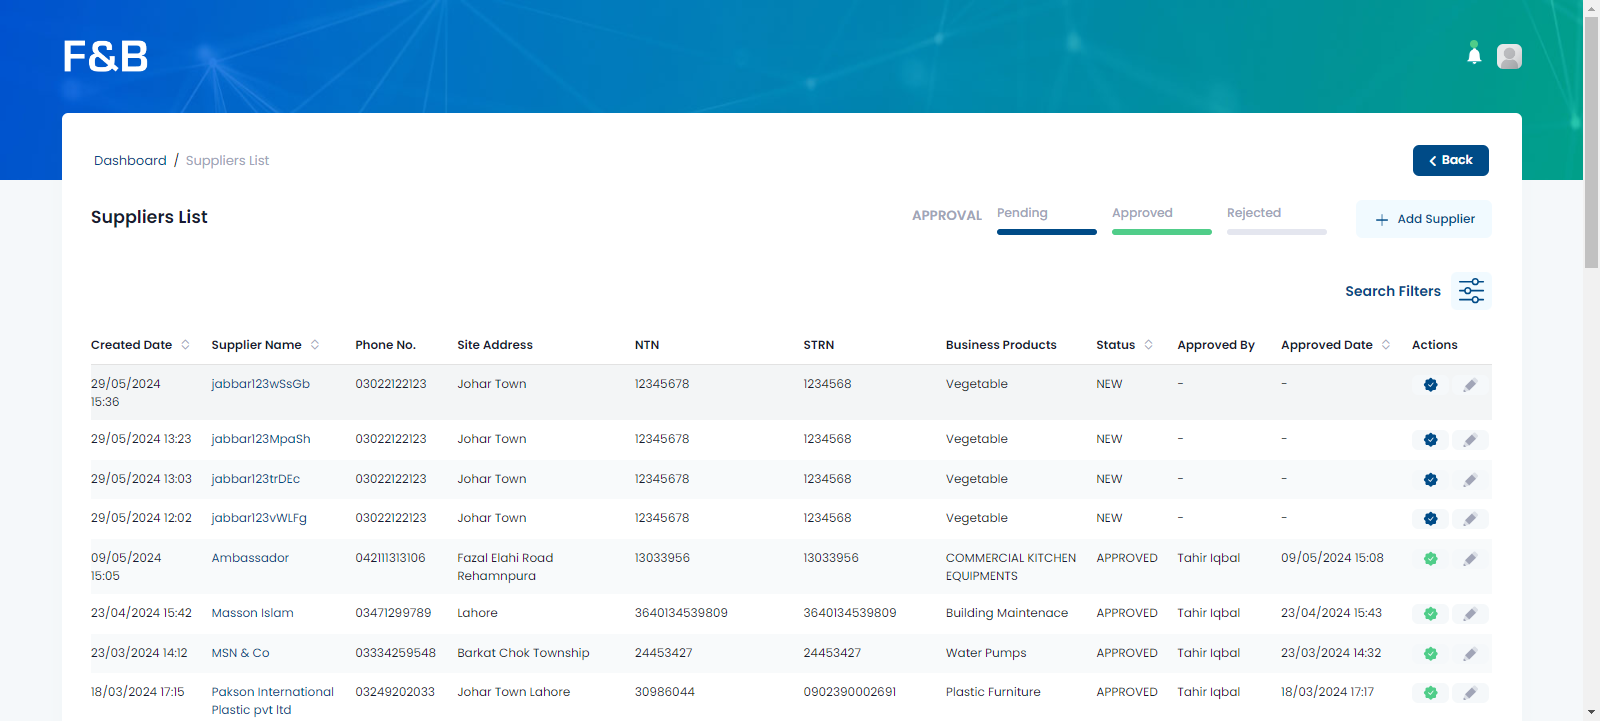 F&B
Dashboard / Suppliers List
Back
Suppliers List
APPROVAL Pending Approved Rejected
Add Supplier
Search Filters
Created Date Supplier Name Phone No. Site Address NTN STRN Business Products Status Approved By Approved Date Actions
29/05/2024 jabbar123wSsGb 03022122123 Johar Town 12345678 1234568 Vegetable NEW - -
15:36
29/05/2024 13:23 jabbar123MpaSh 03022122123 Johar Town 12345678 1234568 Vegetable NEW - -
29/05/2024 13:03 jabbar123trDEc 03022122123 Johar Town 12345678 1234568 Vegetable NEW - -
29/05/2024 12:02 jabbar123vWLFg 03022122123 Johar Town 12345678 1234568 Vegetable NEW - -
09/05/2024 Ambassador 042111313106 Fazal Elahi Road 13033956 13033956 COMMERCIAL KITCHEN APPROVED Tahir Iqbal 09/05/2024 15:08
15:05 Rehamnpura EQUIPMENTS
23/04/2024 15:42 Masson Islam 03471299789 Lahore 3640134539809 3640134539809 Building Maintenace APPROVED Tahir Iqbal 23/04/2024 15:43
23/03/2024 14:12 MSN & Co 03334259548 Barkat Chok Township 24453427 24453427 Water Pumps APPROVED Tahir Iqbal 23/03/2024 14:32
18/03/2024 17:15 Pakson International 03249202033 Johar Town Lahore 30986044 0902390002691 Plastic Furniture APPROVED Tahir Iqbal 18/03/2024 17:17
Plastic pvt ltd